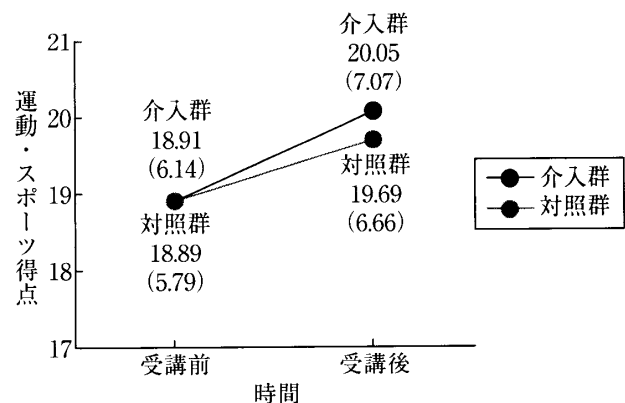 運動・スポーツ得点
21
20
19
18
17
介入群
18.91
(6.14)
対照群
18.89
(5.79)
介入群
20.05
(7.07)
対照群
19.69
(6.66)
受講前
受講後
時間
介入群
対照群